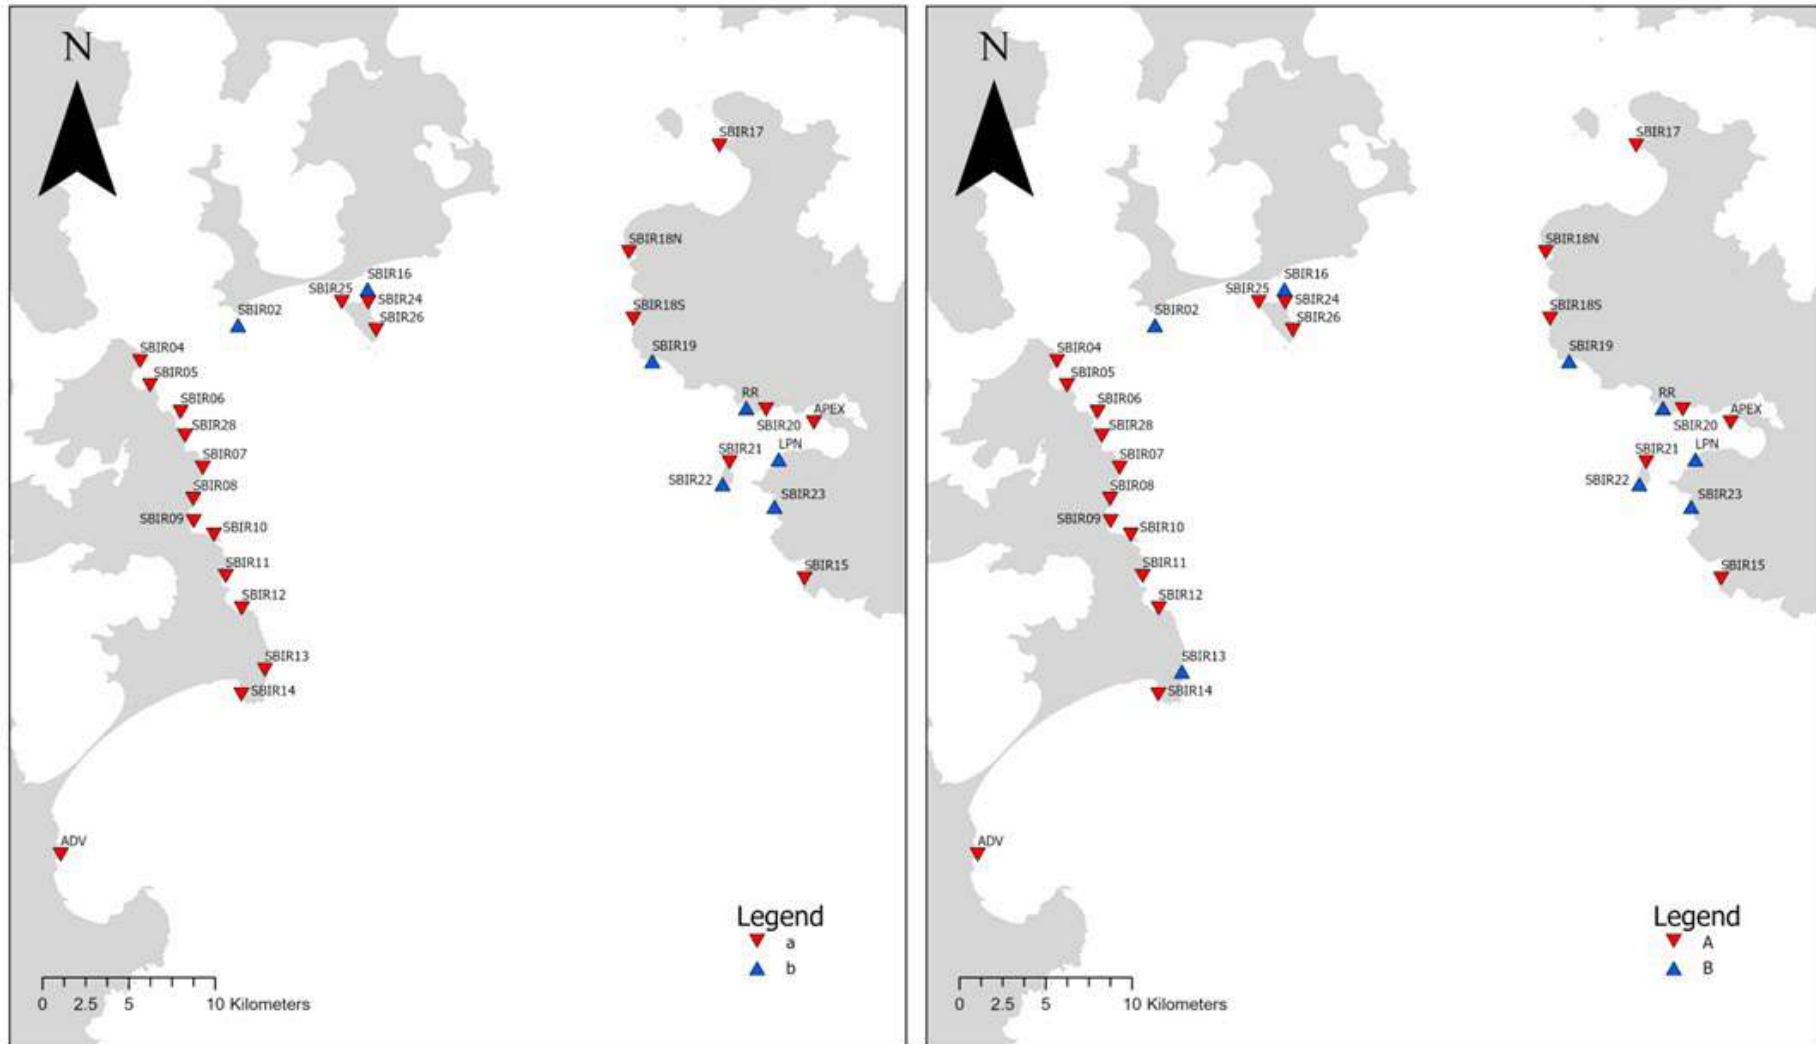 N
SBIR17
SBIR18N
SBIR16
SBIR25
SBIR24
SBIR02
SBIR18S
SBIR26
SBIR04
SBIR19
SBIR05
SBIR06
RR
APEX
SBIR28
SBIR20
SBIR07
SBIR21
LPN
SBIR08
SBIR22
SBIR23
SBIR09
SBIR10
SBIR11
SBIR15
SBIR12
SBIR13
SBIR14
ADV
Legend
a
b
0 2.5 5 10 Kilometers
N
SBIR17
SBIR18N
SBIR16
SBIR25
SBIR24
SBIR02
SBIR18S
SBIR26
SBIR04
SBIR19
SBIR05
SBIR06
RR
APEX
SBIR28
SBIR20
SBIR07
SBIR21
LPN
SBIR08
SBIR22
SBIR23
SBIR09
SBIR10
SBIR11
SBIR15
SBIR12
SBIR13
SBIR14
ADV
Legend
A
B
0 2.5 5 10 Kilometers